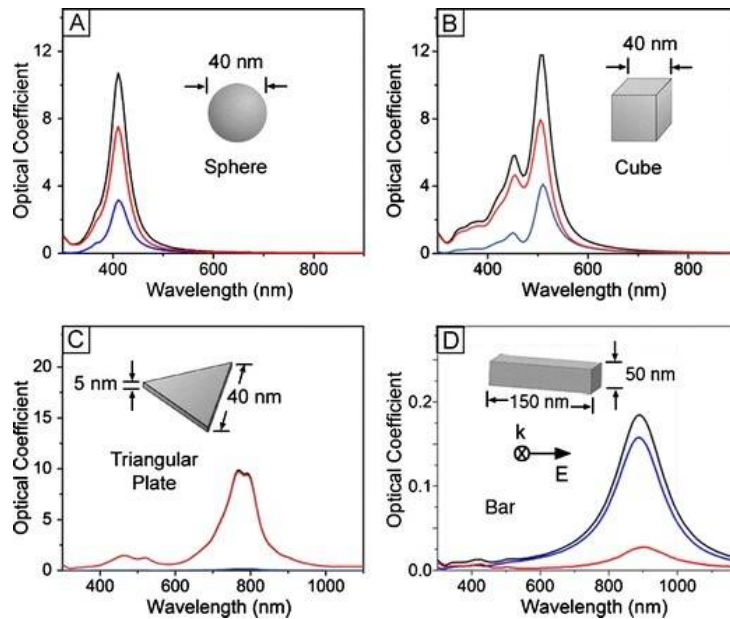 A
12
8
4
0
Optical Coefficient
40 nm
Sphere
400 600 800
Wavelength (nm)
B
12
8
4
0
Optical Coefficient
40 nm
Cube
400 600 800
Wavelength (nm)
C
20
15
10
5
0
Optical Coefficient
5 nm
40 nm
Triangular
Plate
400 600 800 1000
Wavelength (nm)
D
0.2
0.1
0.0
Optical Coefficient
50 nm
150 nm
k
E
Bar
400 600 800 1000
Wavelength (nm)